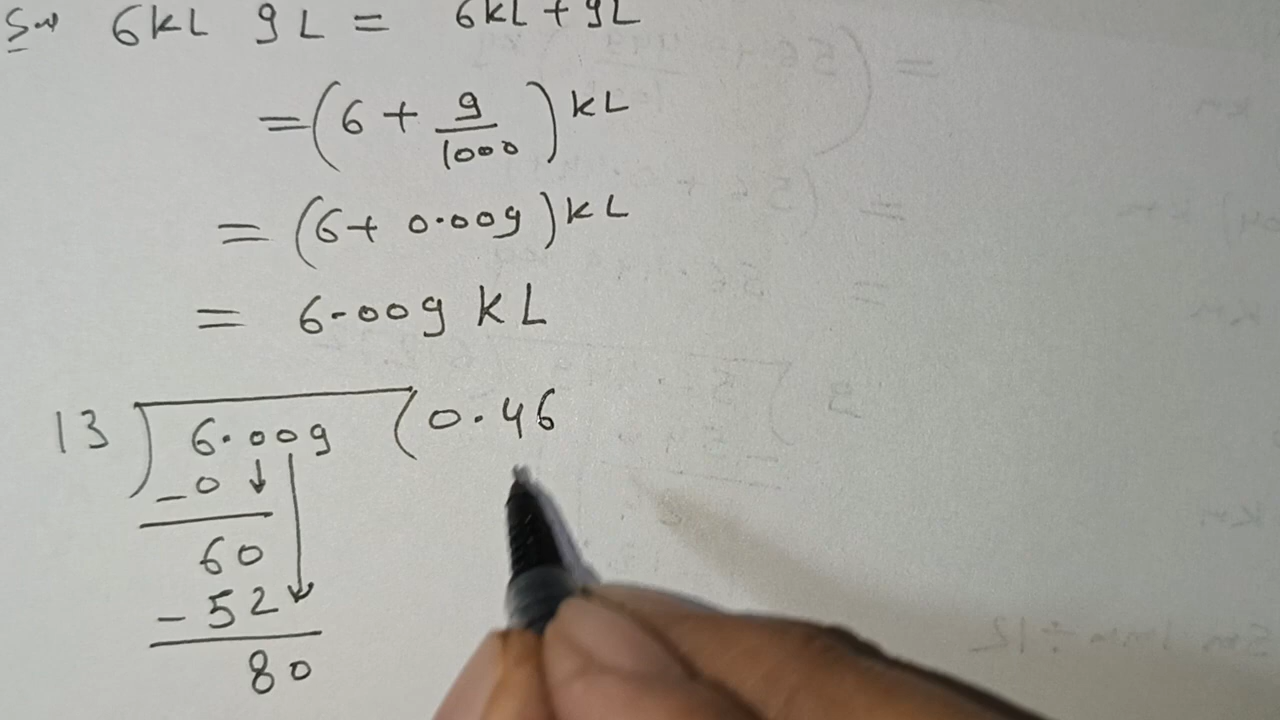 Sol 6KL 9L = 6KL + 9L
= (6 + 9/1000) KL
= (6 + 0.009) KL
= 6.009 KL
13 ) 6.009 ( 0.46
- 0
60
- 52
80